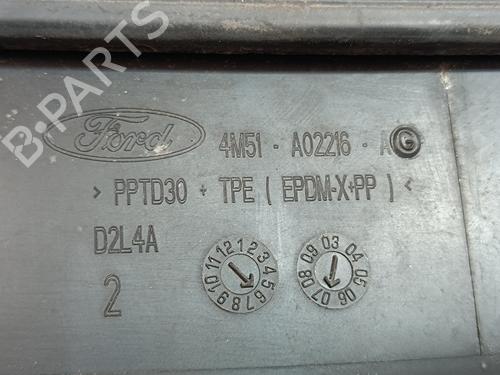 Ford 4M51 - A02216 - A G
> PPTD30 + TPE ( EPDM-X+PP ) <
D2L4A
2
12 1 2 3 4 5 6 7 8 9 10 11
09 03 04 05 06 07 08
B-PARTS